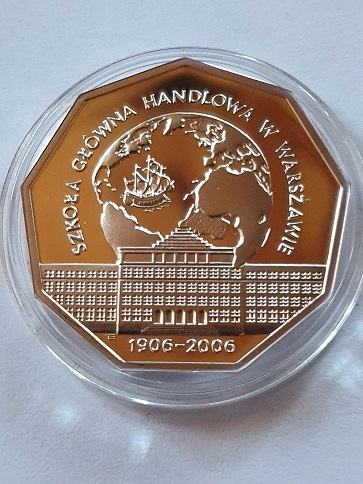 SZKOŁA GŁÓWNA HANDLOWA W WARSZAWIE
1906-2006